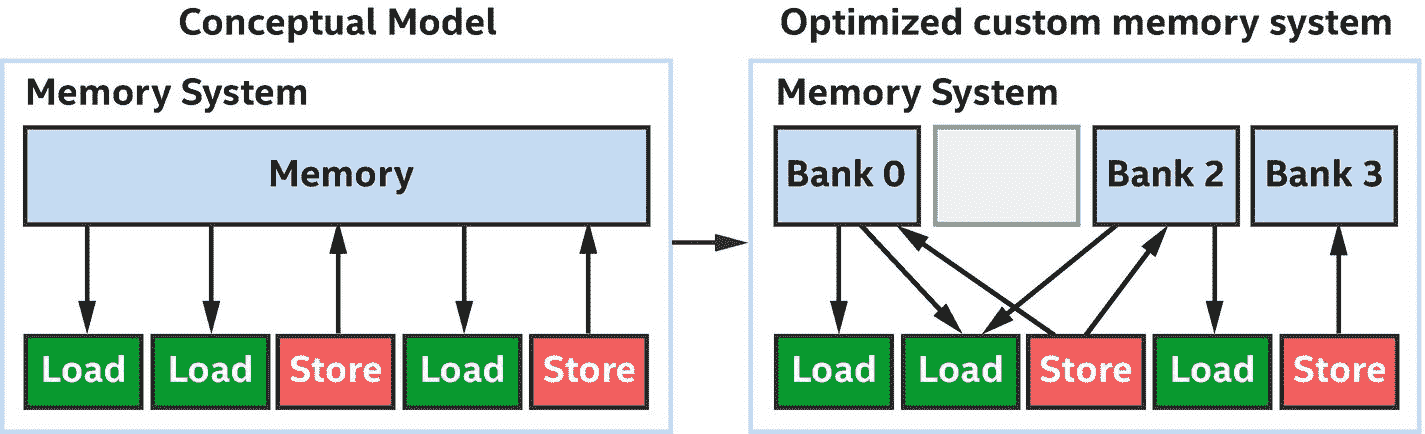 Conceptual Model
Memory System
Memory
Load Load Store Load Store
Optimized custom memory system
Memory System
Bank 0 Bank 2 Bank 3
Load Load Store Load Store